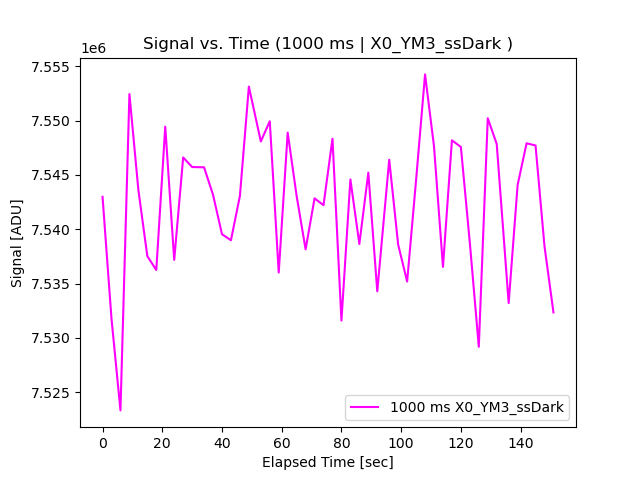 Signal vs. Time (1000 ms | X0_YM3_ssDark )
1e6
7.555
7.550
7.545
7.540
7.535
7.530
7.525
Signal [ADU]
1000 ms X0_YM3_ssDark
0 20 40 60 80 100 120 140
Elapsed Time [sec]